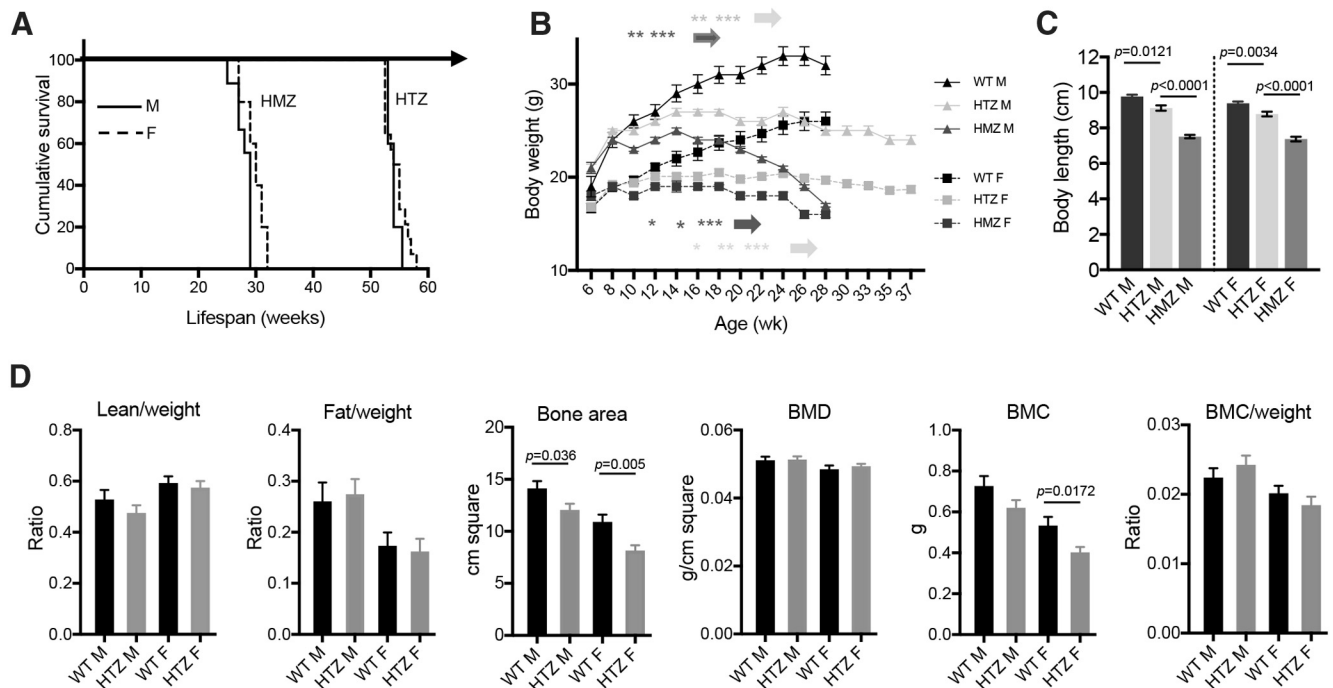 A
Cumulative survival
100
80
60
40
20
0
M
F
HMZ
HTZ
0 10 20 30 40 50 60
Lifespan (weeks)
B
** ***
** ***
Body weight (g)
30
20
10
* * ***
* ** ***
6 8 10 12 14 16 18 20 22 24 26 28 30 33 35 37
Age (wk)
WT M
HTZ M
HMZ M
WT F
HTZ F
HMZ F
C
Body length (cm)
12
10
8
6
4
2
0
p=0.0121
p<0.0001
p=0.0034
p<0.0001
WT M HTZ M HMZ M WT F HTZ F HMZ F
D
Lean/weight
Ratio
0.8
0.6
0.4
0.2
0.0
WT M HTZ M WT F HTZ F
Fat/weight
Ratio
0.4
0.3
0.2
0.1
0.0
WT M HTZ M WT F HTZ F
Bone area
cm square
20
15
10
5
0
p=0.036
p=0.005
WT M HTZ M WT F HTZ F
BMD
g/cm square
0.06
0.04
0.02
0.00
WT M HTZ M WT F HTZ F
BMC
g
1.0
0.8
0.6
0.4
0.2
0.0
p=0.0172
WT M HTZ M WT F HTZ F
BMC/weight
Ratio
0.03
0.02
0.01
0.00
WT M HTZ M WT F HTZ F